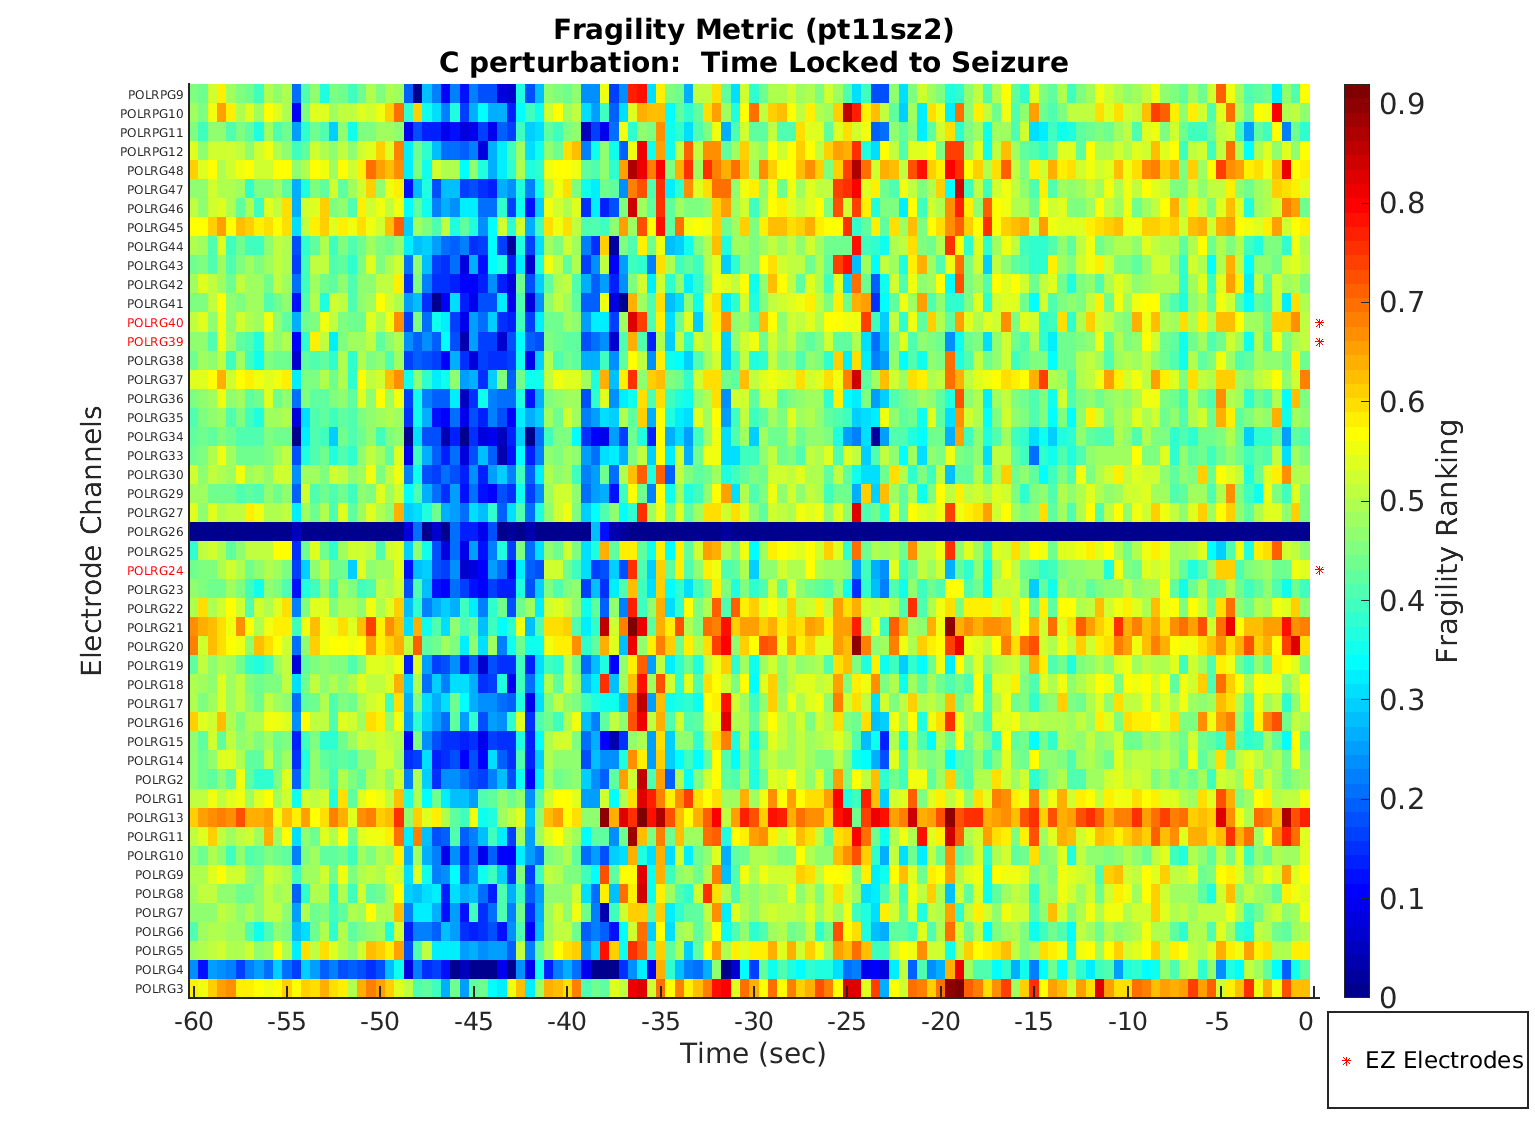 Fragility Metric (pt11sz2)
C perturbation:  Time Locked to Seizure
Electrode Channels
POLRPG9
POLRPG10
POLRPG11
POLRPG12
POLRG48
POLRG47
POLRG46
POLRG45
POLRG44
POLRG43
POLRG42
POLRG41
POLRG40
POLRG39
POLRG38
POLRG37
POLRG36
POLRG35
POLRG34
POLRG33
POLRG30
POLRG29
POLRG27
POLRG26
POLRG25
POLRG24
POLRG23
POLRG22
POLRG21
POLRG20
POLRG19
POLRG18
POLRG17
POLRG16
POLRG15
POLRG14
POLRG2
POLRG1
POLRG13
POLRG11
POLRG10
POLRG9
POLRG8
POLRG7
POLRG6
POLRG5
POLRG4
POLRG3
-60 -55 -50 -45 -40 -35 -30 -25 -20 -15 -10 -5 0
Time (sec)
0.9
0.8
0.7
0.6
0.5
0.4
0.3
0.2
0.1
0
Fragility Ranking
* EZ Electrodes